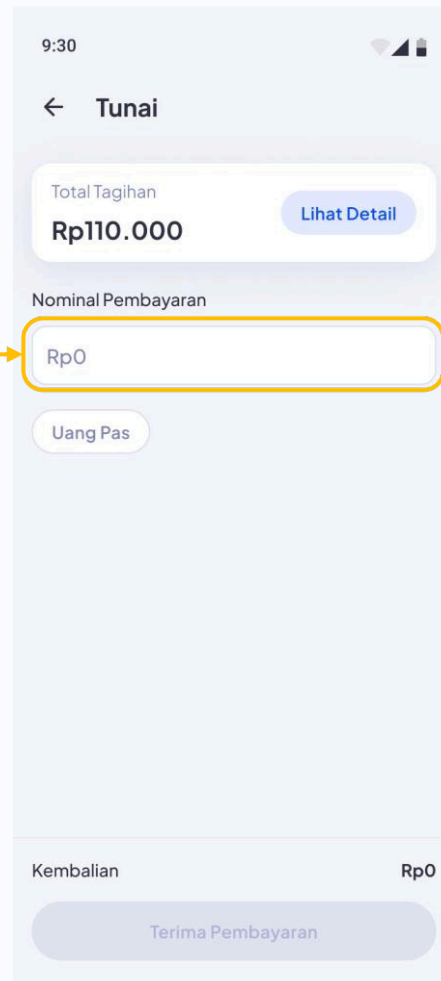 9:30
Tunai
Total Tagihan
Rp110.000
Lihat Detail
Nominal Pembayaran
Rp0
Uang Pas
Kembalian Rp0
Terima Pembayaran